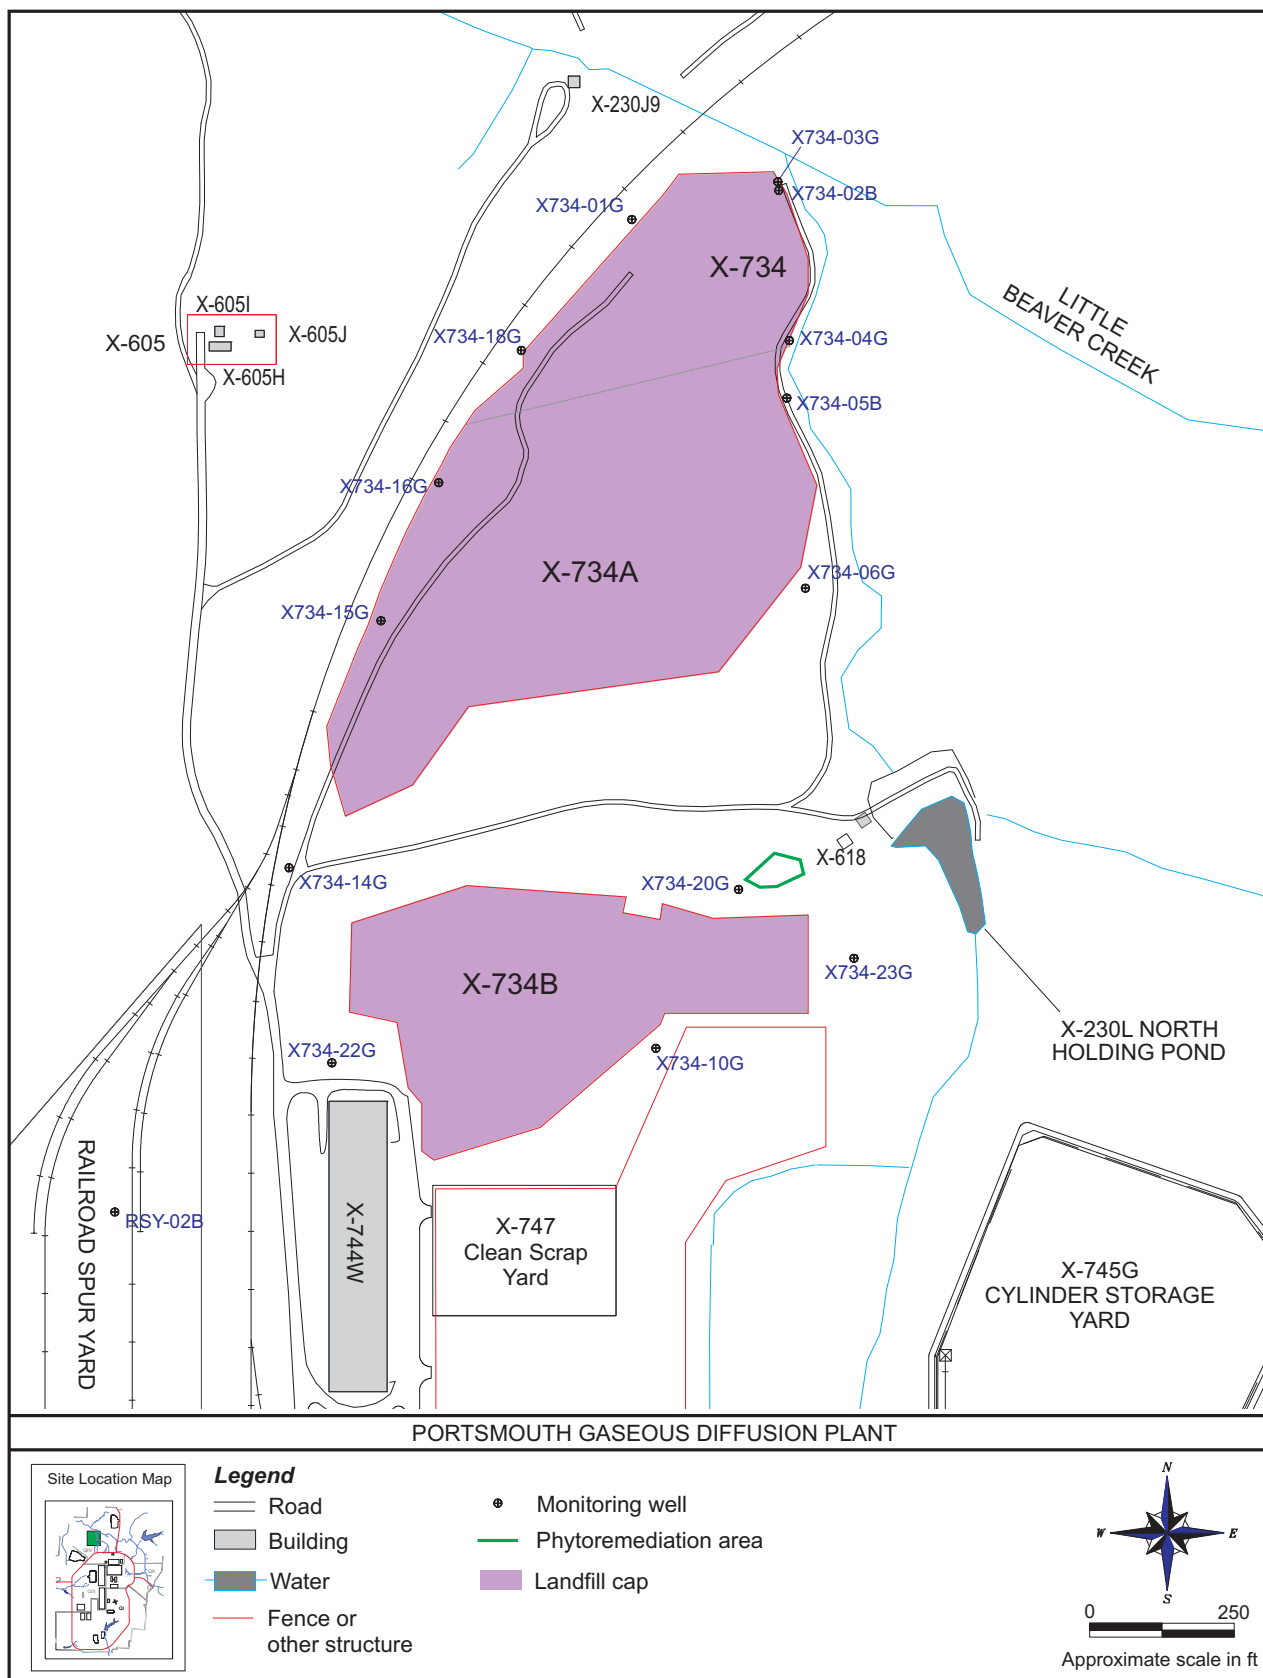 X-230J9
X734-03G
X734-02B
X734-01G
X-734
LITTLE
BEAVER CREEK
X-605I
X-605
X-605J
X-605H
X734-18G
X734-04G
X734-05B
X734-16G
X-734A
X734-06G
X734-15G
X-618
X734-14G
X734-20G
X-734B
X734-23G
X-230L NORTH
HOLDING POND
X734-22G
X734-10G
RAILROAD SPUR YARD
RSY-02B
X-744W
X-747
Clean Scrap
Yard
X-745G
CYLINDER STORAGE
YARD
PORTSMOUTH GASEOUS DIFFUSION PLANT
Site Location Map
Legend
Road
Building
Water
Fence or
other structure
Monitoring well
Phytoremediation area
Landfill cap
N
W E
S
0 250
Approximate scale in ft